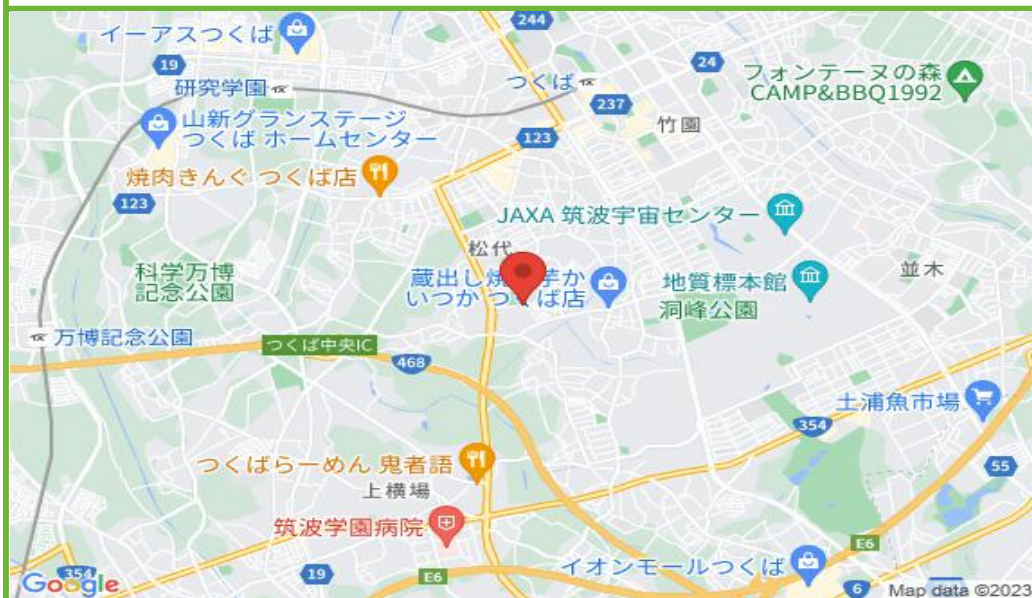 244
イーアスつくば
19
24
研究学園
つくば
フォンテーヌの森
CAMP&BBQ1992
237
山新グランステージ
つくば ホームセンター
竹園
123
焼肉きんぐ つくば店
123
JAXA 筑波宇宙センター
松代
科学万博
記念公園
蔵出し焼
芋か
いつか つくば店
地質標本館
洞峰公園
並木
万博記念公園
つくば中央IC
468
土浦魚市場
354
つくばらーめん 鬼者語
55
上横場
筑波学園病院
E6
イオンモールつくば
354
19
E6
6
Google
Map data ©2023